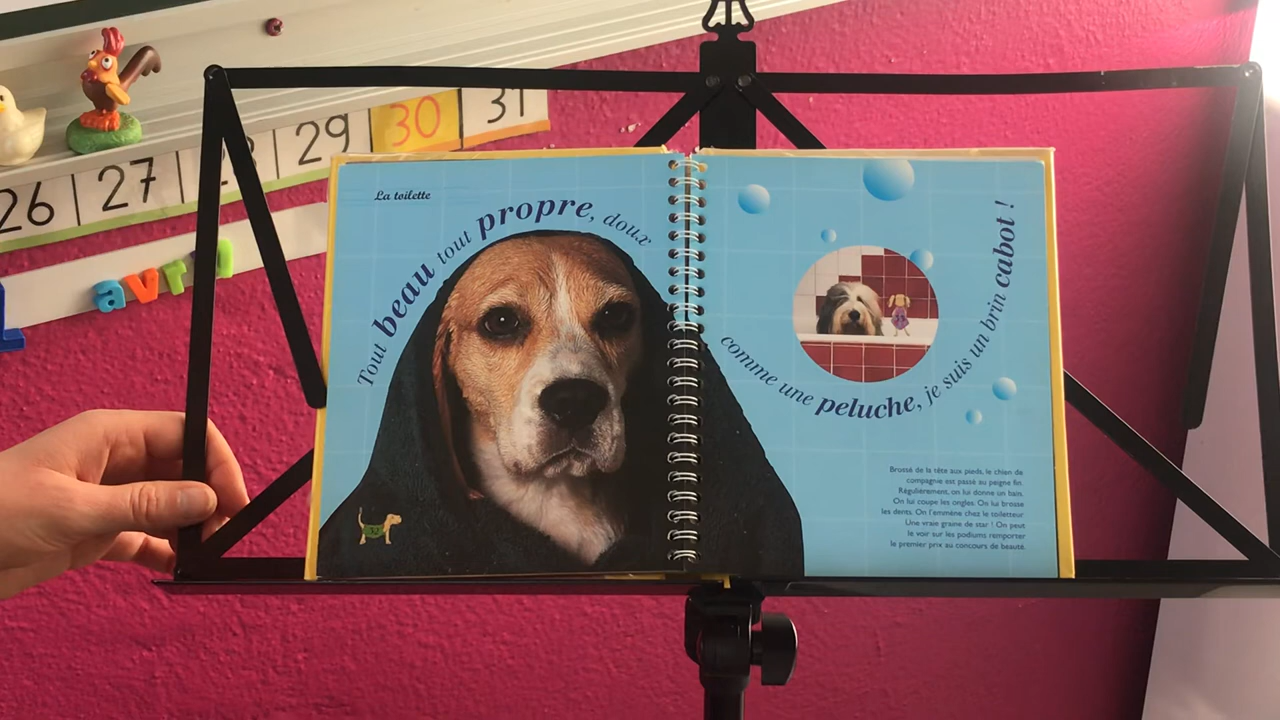 26 27 28 29 30 31
avril
La toilette
Tout beau tout propre, doux
comme une peluche, je suis un brin cabot !
Brossé de la tête aux pieds, le chien de
compagnie est passé au peigne fin.
Régulièrement, on lui donne un bain.
On lui coupe les ongles. On lui brosse
les dents. On l'emmène chez le toiletteur.
Une vraie graine de star ! On peut
le voir sur les podiums remporter
le premier prix au concours de beauté.
32